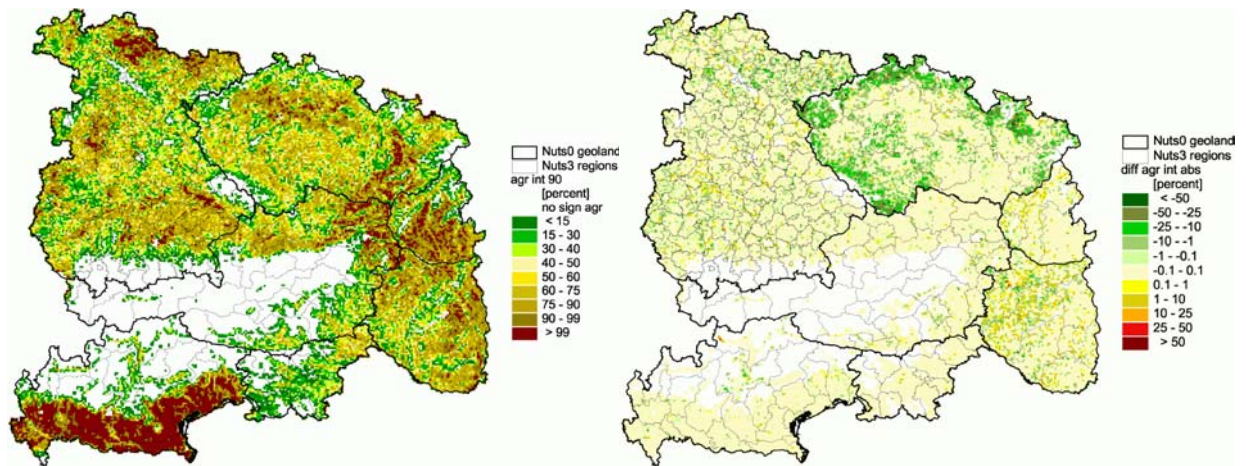 Nuts0 geoland
Nuts3 regions
agr int 90
[percent]
no sign agr
< 15
15 - 30
30 - 40
40 - 50
50 - 60
60 - 75
75 - 90
90 - 99
> 99
Nuts0 geoland
Nuts3 regions
diff agr int abs
[percent]
< -50
-50 - -25
-25 - -10
-10 - -1
-1 - -0.1
-0.1 - 0.1
0.1 - 1
1 - 10
10 - 25
25 - 50
> 50